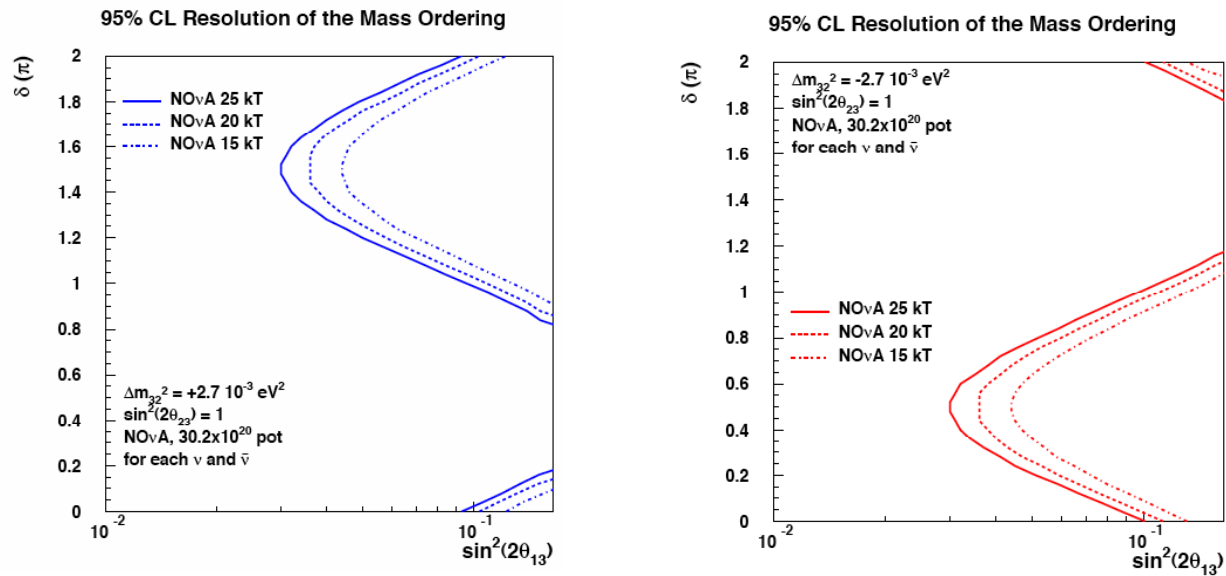 95% CL Resolution of the Mass Ordering
δ (π)
2
1.8
1.6
1.4
1.2
1
0.8
0.6
0.4
0.2
0
NOνA 25 kT
NOνA 20 kT
NOνA 15 kT
Δm₃₂² = +2.7 10⁻³ eV²
sin²(2θ₂₃) = 1
NOνA, 30.2x10²⁰ pot
for each ν and ν̄
10⁻²
10⁻¹
sin²(2θ₁₃)
95% CL Resolution of the Mass Ordering
δ (π)
2
1.8
1.6
1.4
1.2
1
0.8
0.6
0.4
0.2
0
Δm₃₂² = -2.7 10⁻³ eV²
sin²(2θ₂₃) = 1
NOνA, 30.2x10²⁰ pot
for each ν and ν̄
NOνA 25 kT
NOνA 20 kT
NOνA 15 kT
10⁻²
10⁻¹
sin²(2θ₁₃)